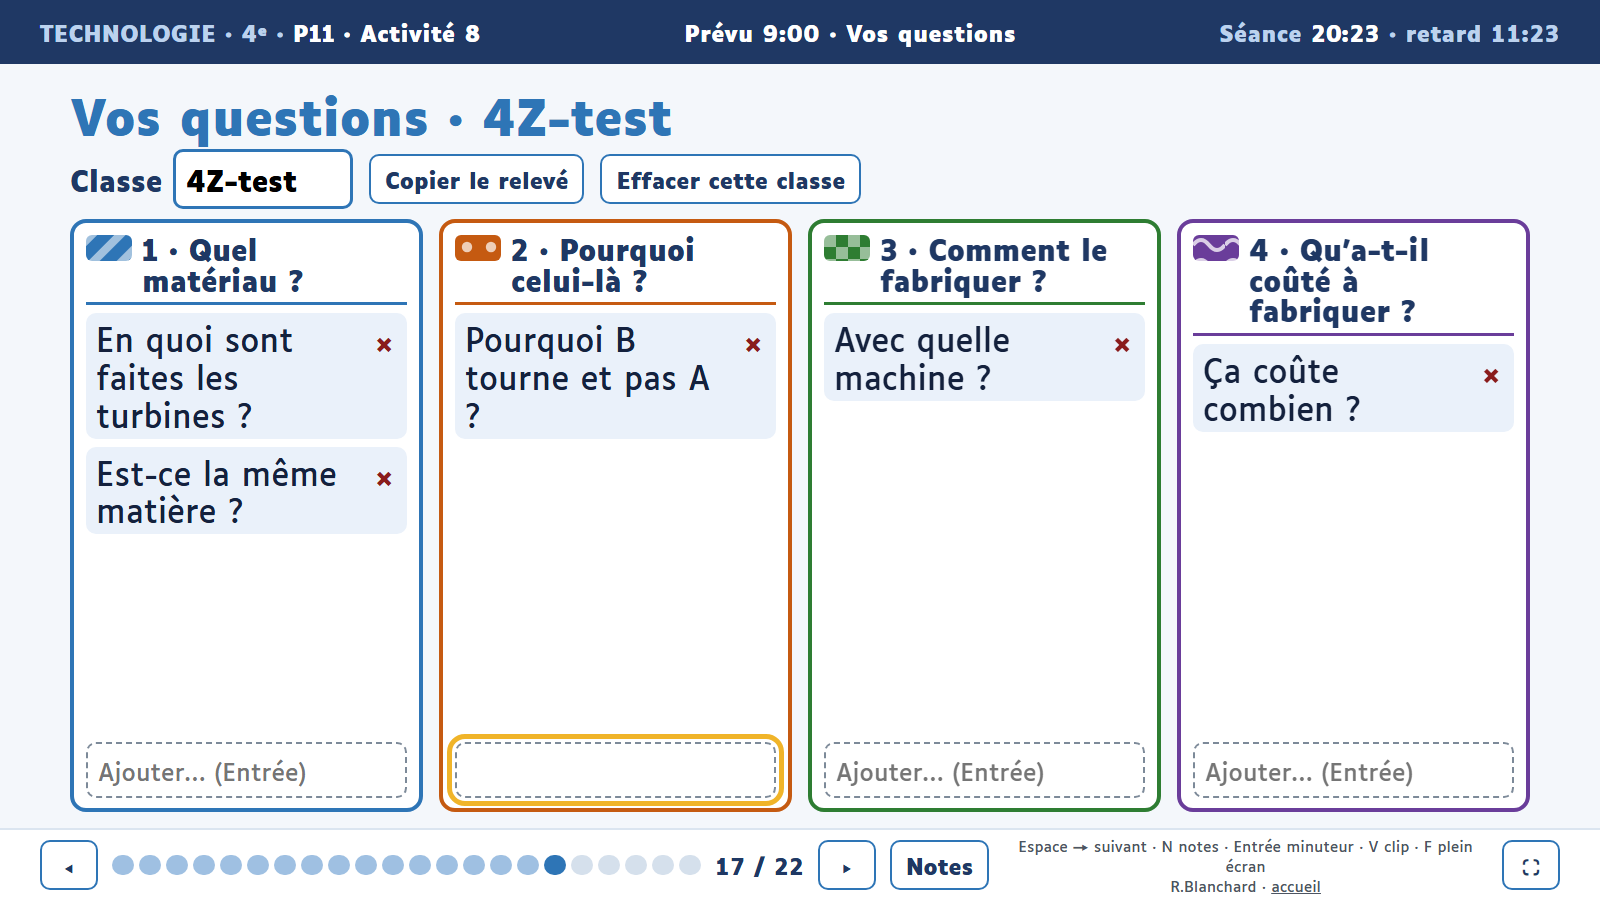 TECHNOLOGIE · 4ᵉ · P11 · Activité 8
Prévu 9:00 · Vos questions
Séance 20:23 · retard 11:23
Vos questions · 4Z-test
Classe
4Z-test
Copier le relevé
Effacer cette classe
1 · Quel
matériau ?
En quoi sont
faites les
turbines ?
×
Est-ce la même
matière ?
×
Ajouter... (Entrée)
2 · Pourquoi
celui-là ?
Pourquoi B
tourne et pas A
?
×
3 · Comment le
fabriquer ?
Avec quelle
machine ?
×
Ajouter... (Entrée)
4 · Qu’a-t-il
coûté à
fabriquer ?
Ça coûte
combien ?
×
Ajouter... (Entrée)
17 / 22
Notes
Espace → suivant · N notes · Entrée minuteur · V clip · F plein
écran
R.Blanchard · accueil